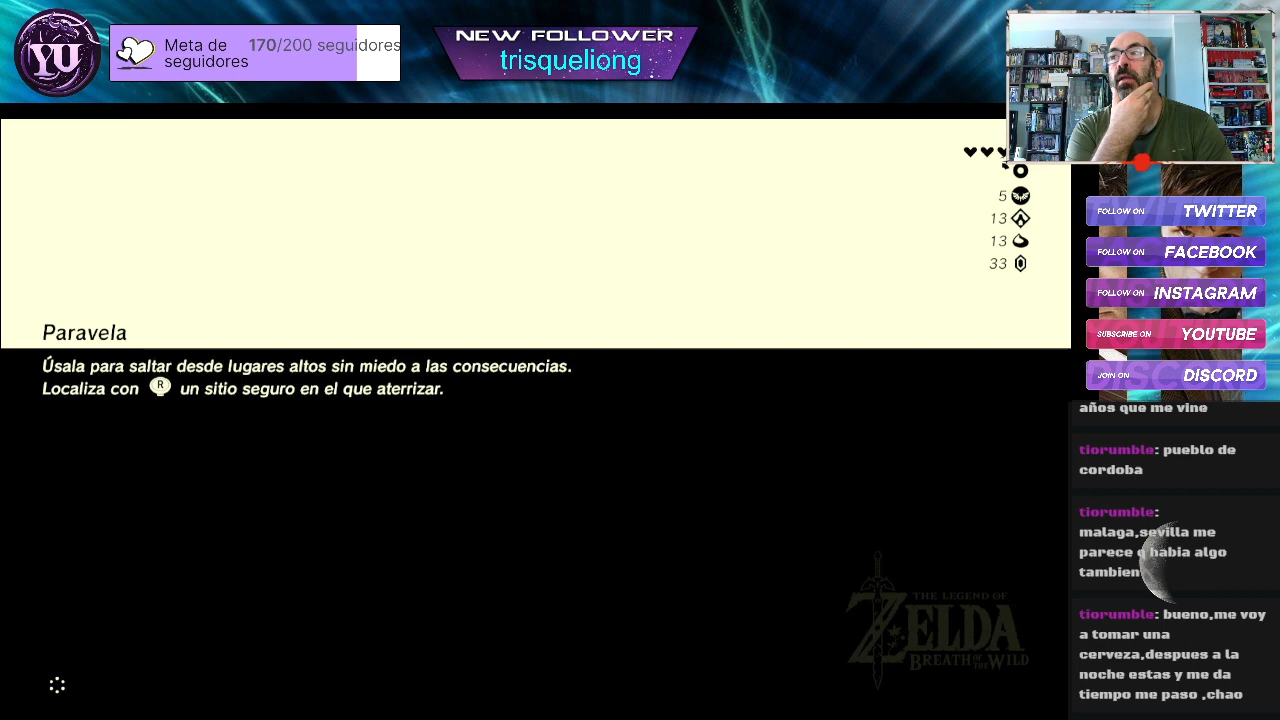 YU
Meta de
seguidores
170/200 seguidores
NEW FOLLOWER
trisqueliong
5
13
13
33
Paravela
Úsala para saltar desde lugares altos sin miedo a las consecuencias.
Localiza con R un sitio seguro en el que aterrizar.
FOLLOW ON TWITTER
FOLLOW ON FACEBOOK
FOLLOW ON INSTAGRAM
SUBSCRIBE ON YOUTUBE
JOIN ON DISCORD
años que me vine
tiorumble: pueblo de
cordoba
tiorumble:
malaga,sevilla me
parece q habia algo
tambien
tiorumble: bueno,me voy
a tomar una
cerveza,despues a la
noche estas y me da
tiempo me paso ,chao
THE LEGEND OF
ZELDA
BREATH OF THE WILD